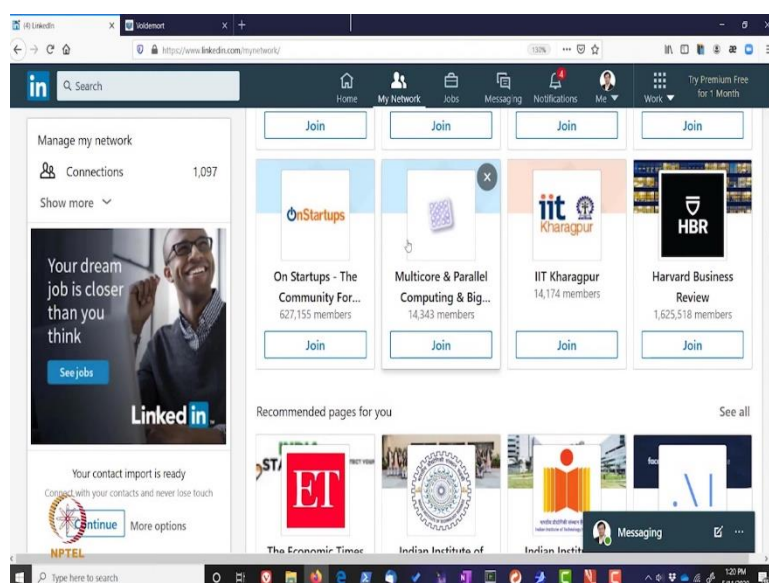 (4) LinkedIn
Voldemort
https://www.linkedin.com/mynetwork/
130%
in
Search
Home
My Network
Jobs
Messaging
Notifications
Me
Work
Try Premium Free
for 1 Month
Manage my network
Connections 1,097
Show more
Your dream
job is closer
than you
think
See jobs
Linked in
Your contact import is ready
Connect with your contacts and never lose touch
Continue
More options
NPTEL
Join
Join
Join
Join
OnStartups
On Startups - The
Community For...
627,155 members
Join
Multicore & Parallel
Computing & Big...
14,343 members
Join
iit
Kharagpur
IIT Kharagpur
14,174 members
Join
HBR
Harvard Business
Review
1,625,518 members
Join
Recommended pages for you
See all
ET
The Economic Times
Indian Institute of
Indian Instit
Messaging
Type here to search
1:20 PM